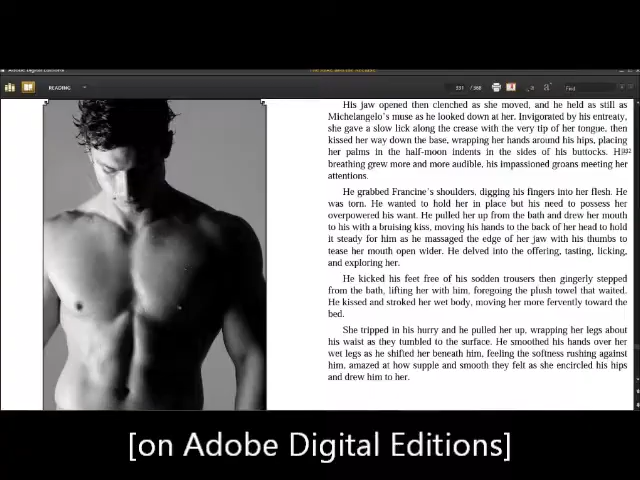 Adobe Digital Editions
READING
331 / 368
Find
His jaw opened then clenched as she moved, and he held as still as
Michelangelo's muse as he looked down at her. Invigorated by his entreaty,
she gave a slow lick along the crease with the very tip of her tongue, then
kissed her way down the base, wrapping her hands around his hips, placing
her palms in the half-moon indents in the sides of his buttocks.
breathing grew more and more audible, his impassioned groans meeting her
attentions.
He grabbed Francine's shoulders, digging his fingers into her flesh. He
was torn. He wanted to hold her in place but his need to possess her
overpowered his want. He pulled her up from the bath and drew her mouth
to his with a bruising kiss, moving his hands to the back of her head to hold
it steady for him as he massaged the edge of her jaw with his thumbs to
tease her mouth open wider. He delved into the offering, tasting, licking,
and exploring her.
He kicked his feet free of his sodden trousers then gingerly stepped
from the bath, lifting her with him, foregoing the plush towel that waited.
He kissed and stroked her wet body, moving her more fervently toward the
bed.
She tripped in his hurry and he pulled her up, wrapping her legs about
his waist as they tumbled to the surface. He smoothed his hands over her
wet legs as he shifted her beneath him, feeling the softness rushing against
him, amazed at how supple and smooth they felt as she encircled his hips
and drew him to her.
[on Adobe Digital Editions]